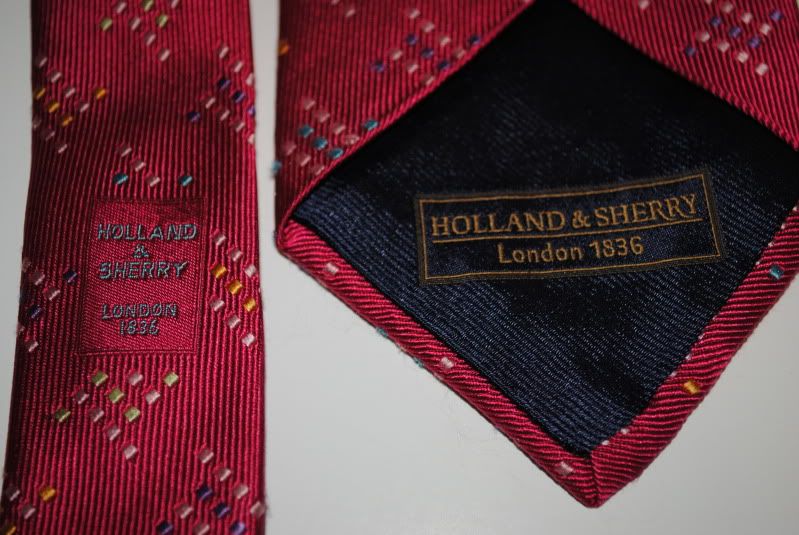 HOLLAND
&
SHERRY
LONDON
1836
HOLLAND & SHERRY
London 1836